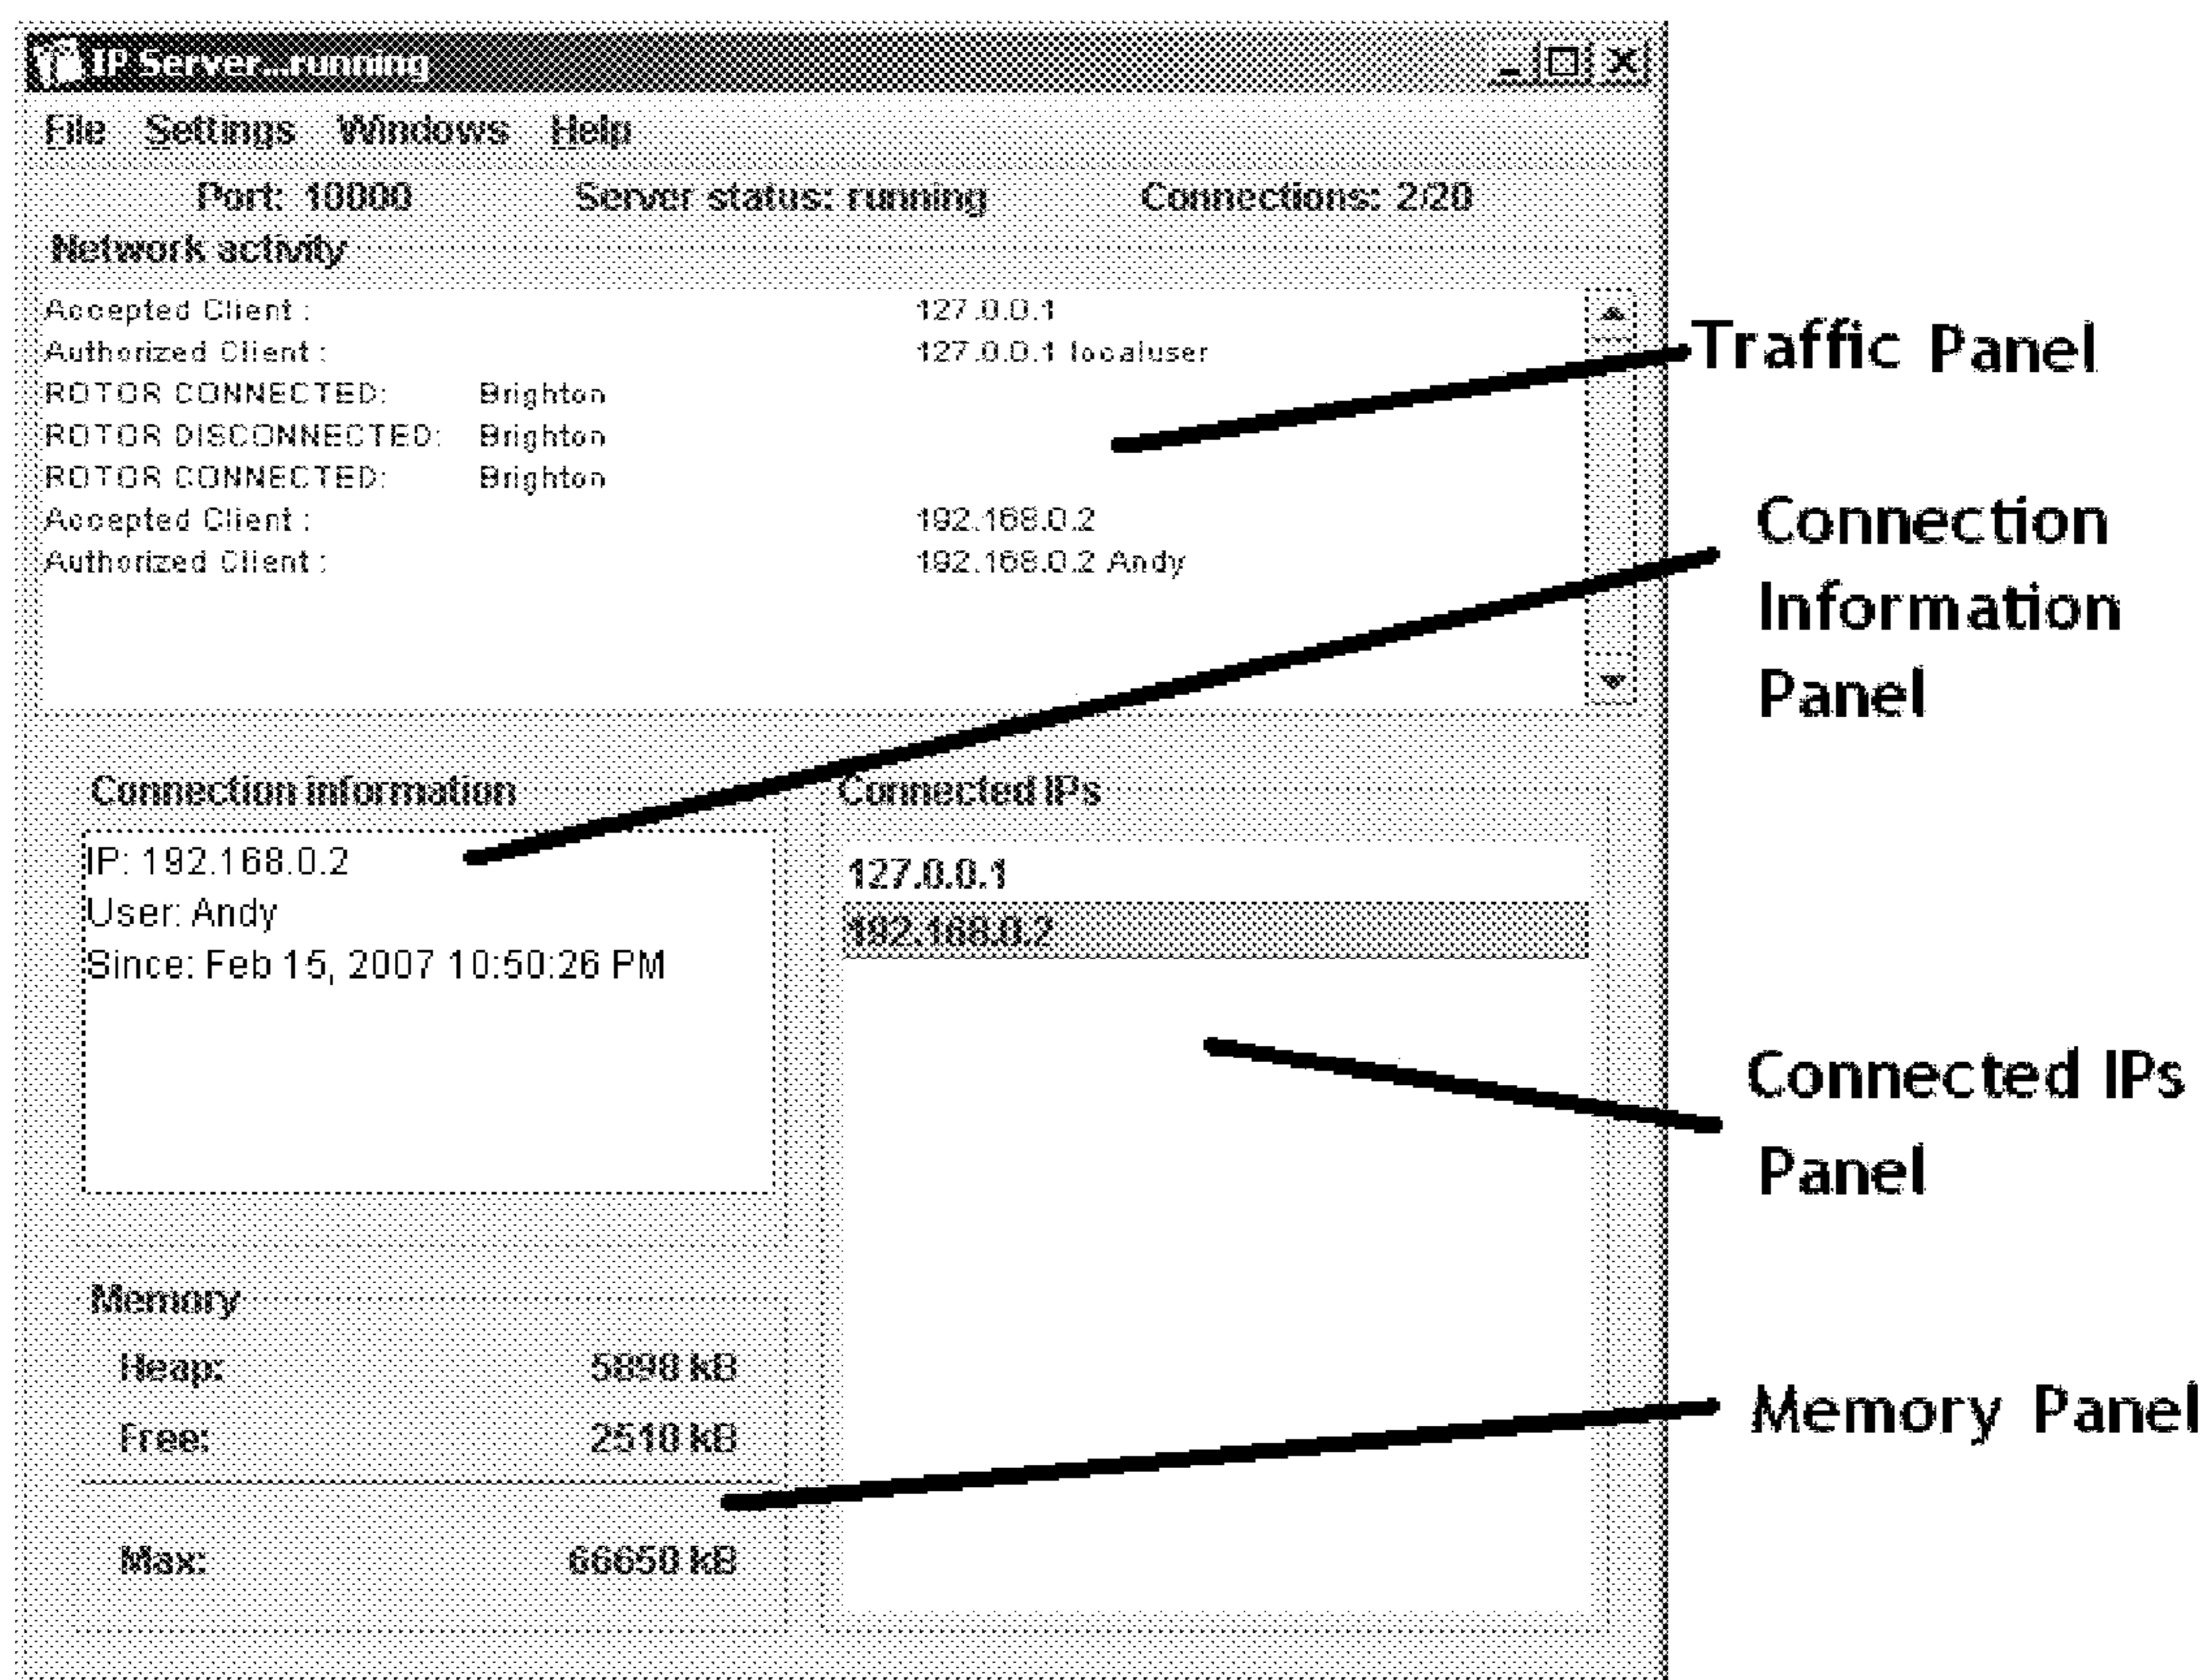 IP Server...running
File Settings Windows Help
Port: 10000 Server status: running Connections: 2/20
Network activity
Accepted Client : 127.0.0.1
Authorized Client : 127.0.0.1 localuser
ROTOR CONNECTED: Brighton
ROTOR DISCONNECTED: Brighton
ROTOR CONNECTED: Brighton
Accepted Client : 192.168.0.2
Authorized Client : 192.168.0.2 Andy
Traffic Panel
Connection
Information
Panel
Connection information
IP: 192.168.0.2
User: Andy
Since: Feb 15, 2007 10:50:26 PM
Connected IPs
127.0.0.1
192.168.0.2
Connected IPs
Panel
Memory
Heap: 5890 kB
Free: 2510 kB
Max: 66650 kB
Memory Panel